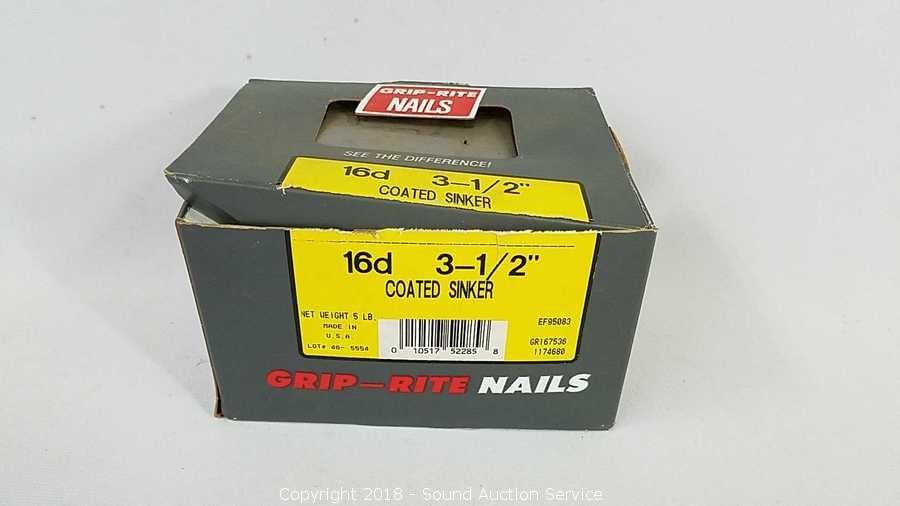 GRIP-RITE
NAILS
SEE THE DIFFERENCE!
16d 3-1/2"
COATED SINKER
16d 3-1/2"
COATED SINKER
NET WEIGHT 5 LB.
MADE IN
U.S.A.
LOT# 46- 5554
0 10517 52285 8
EF95083
GR167536
1174680
GRIP-RITE NAILS
Copyright 2018 - Sound Auction Service